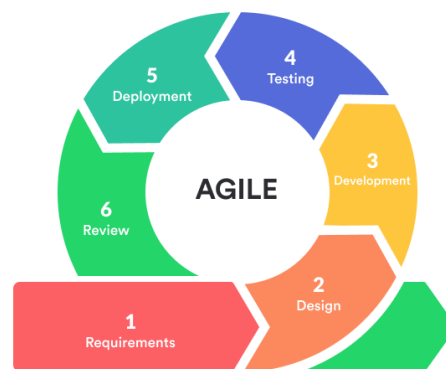 AGILE
1
Requirements
2
Design
3
Development
4
Testing
5
Deployment
6
Review